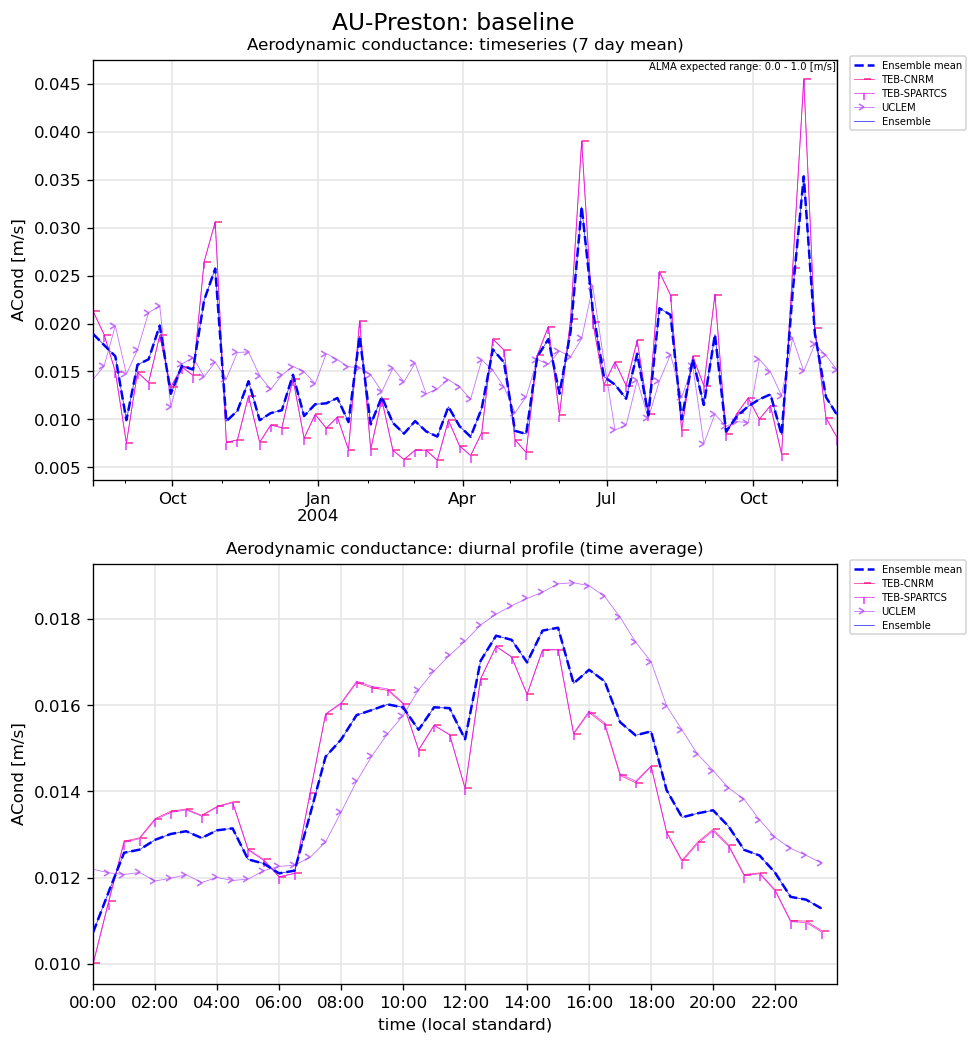 AU-Preston: baseline
Aerodynamic conductance: timeseries (7 day mean)
ALMA expected range: 0.0 - 1.0 [m/s]
ACond [m/s]
0.045
0.040
0.035
0.030
0.025
0.020
0.015
0.010
0.005
Oct
Jan
2004
Apr
Jul
Oct
Ensemble mean
TEB-CNRM
TEB-SPARTCS
UCLEM
Ensemble
Aerodynamic conductance: diurnal profile (time average)
ACond [m/s]
0.018
0.016
0.014
0.012
0.010
00:00 02:00 04:00 06:00 08:00 10:00 12:00 14:00 16:00 18:00 20:00 22:00
time (local standard)
Ensemble mean
TEB-CNRM
TEB-SPARTCS
UCLEM
Ensemble